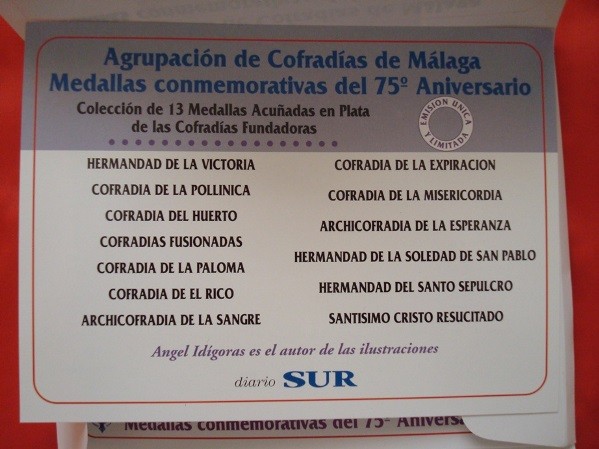 Agrupación de Cofradías de Málaga
Medallas conmemorativas del 75º Aniversario
Colección de 13 Medallas Acuñadas en Plata
de las Cofradías Fundadoras
EMISION UNICA
Y LIMITADA
HERMANDAD DE LA VICTORIA
COFRADIA DE LA POLLINICA
COFRADIA DEL HUERTO
COFRADIAS FUSIONADAS
COFRADIA DE LA PALOMA
COFRADIA DE EL RICO
ARCHICOFRADIA DE LA SANGRE
COFRADIA DE LA EXPIRACION
COFRADIA DE LA MISERICORDIA
ARCHICOFRADIA DE LA ESPERANZA
HERMANDAD DE LA SOLEDAD DE SAN PABLO
HERMANDAD DEL SANTO SEPULCRO
SANTISIMO CRISTO RESUCITADO
Angel Idígoras es el autor de las ilustraciones
diario SUR
Medallas conmemorativas del 75º